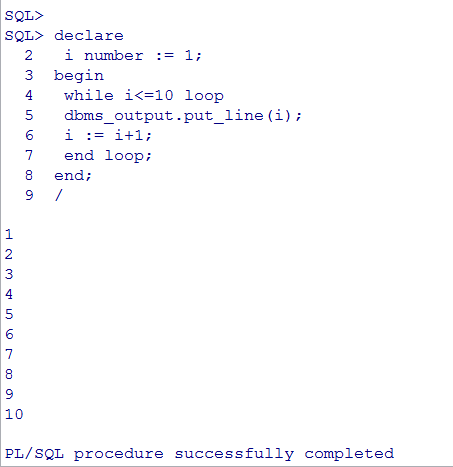 SQL>
SQL> declare
  2   i number := 1;
  3  begin
  4   while i<=10 loop
  5   dbms_output.put_line(i);
  6   i := i+1;
  7   end loop;
  8  end;
  9  /
1
2
3
4
5
6
7
8
9
10
PL/SQL procedure successfully completed